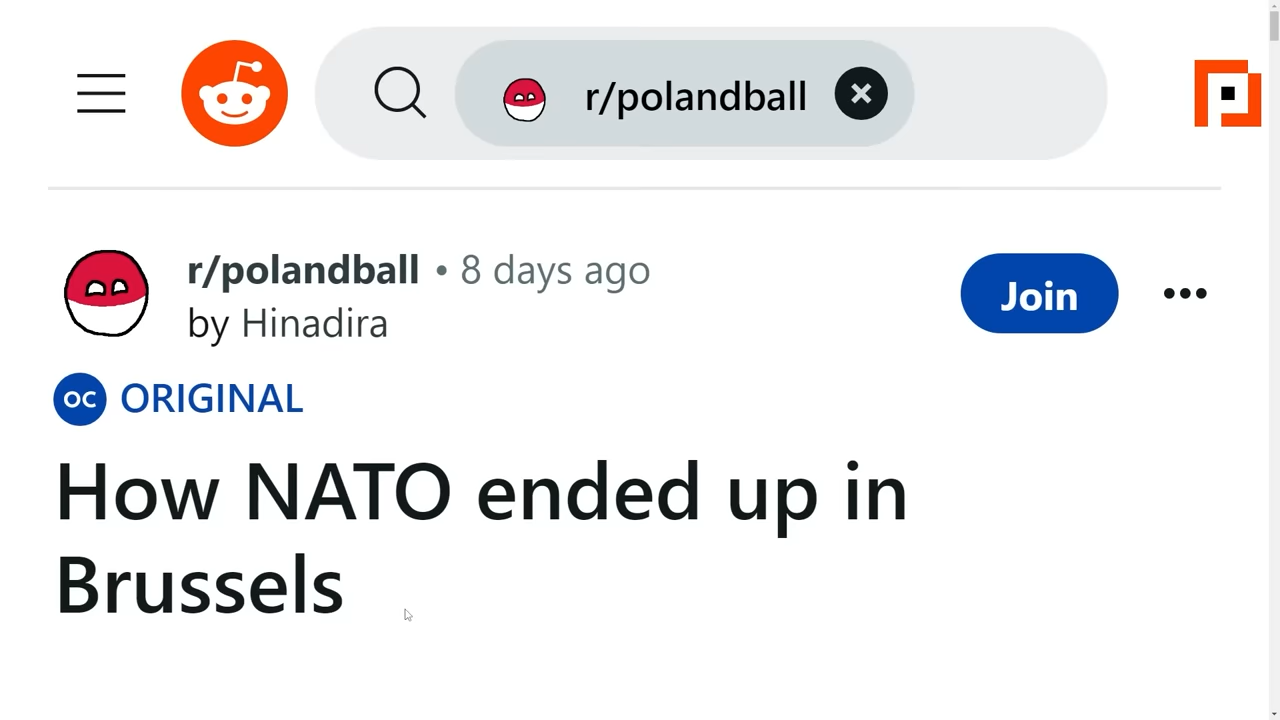 r/polandball
r/polandball • 8 days ago
Join
by Hinadira
OC ORIGINAL
How NATO ended up in
Brussels